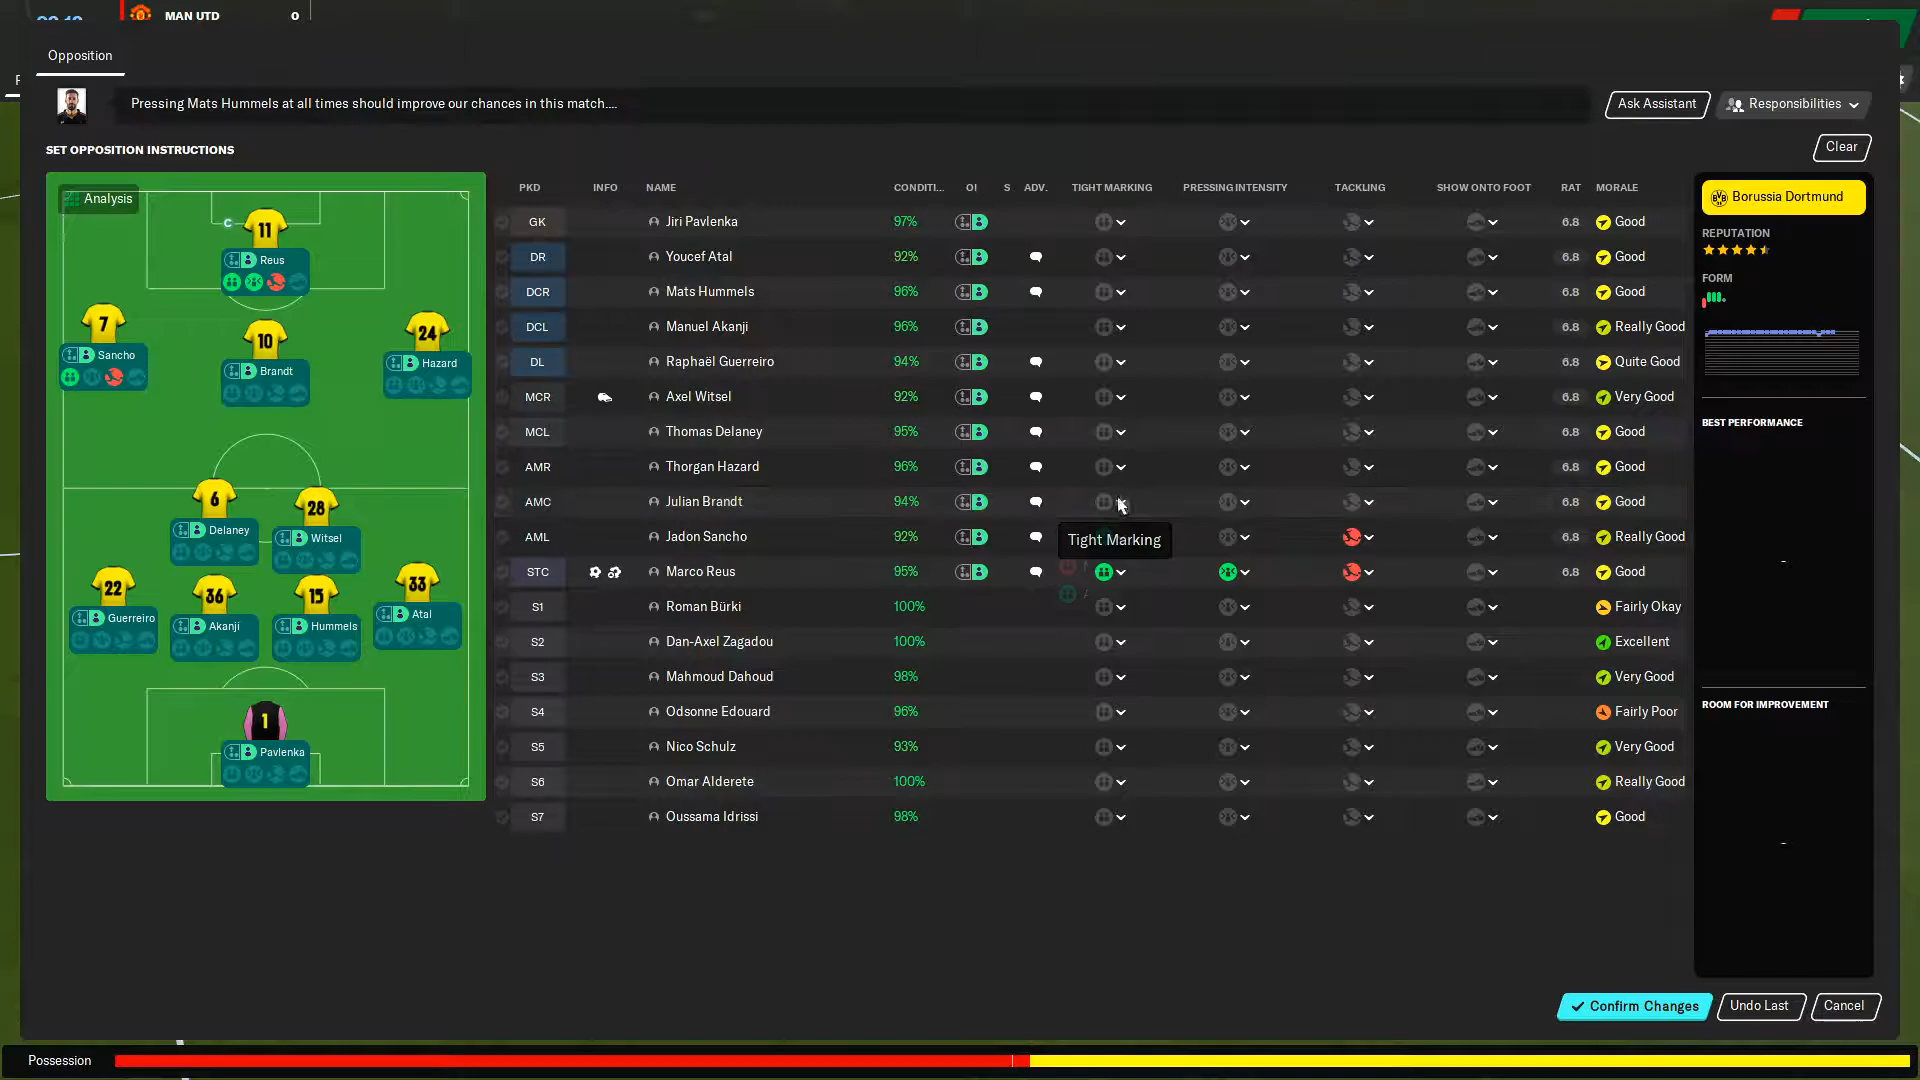 MAN UTD 0
Opposition
Pressing Mats Hummels at all times should improve our chances in this match....
Ask Assistant
Responsibilities
SET OPPOSITION INSTRUCTIONS
Clear
Analysis
C
11
Reus
7
Sancho
10
Brandt
24
Hazard
6
Delaney
28
Witsel
22
Guerreiro
36
Akanji
15
Hummels
33
Atal
1
Pavlenka
PKD INFO NAME CONDITI... OI S ADV. TIGHT MARKING PRESSING INTENSITY TACKLING SHOW ONTO FOOT RAT MORALE
GK Jiri Pavlenka 97% 6.8 Good
DR Youcef Atal 92% 6.8 Good
DCR Mats Hummels 96% 6.8 Good
DCL Manuel Akanji 96% 6.8 Really Good
DL Raphaël Guerreiro 94% 6.8 Quite Good
MCR Axel Witsel 92% 6.8 Very Good
MCL Thomas Delaney 95% 6.8 Good
AMR Thorgan Hazard 96% 6.8 Good
AMC Julian Brandt 94% 6.8 Good
AML Jadon Sancho 92% 6.8 Really Good
Tight Marking
STC Marco Reus 95% 6.8 Good
S1 Roman Bürki 100% Fairly Okay
S2 Dan-Axel Zagadou 100% Excellent
S3 Mahmoud Dahoud 98% Very Good
S4 Odsonne Edouard 96% Fairly Poor
S5 Nico Schulz 93% Very Good
S6 Omar Alderete 100% Really Good
S7 Oussama Idrissi 98% Good
Borussia Dortmund
REPUTATION
FORM
BEST PERFORMANCE
-
ROOM FOR IMPROVEMENT
-
Confirm Changes
Undo Last
Cancel
Possession